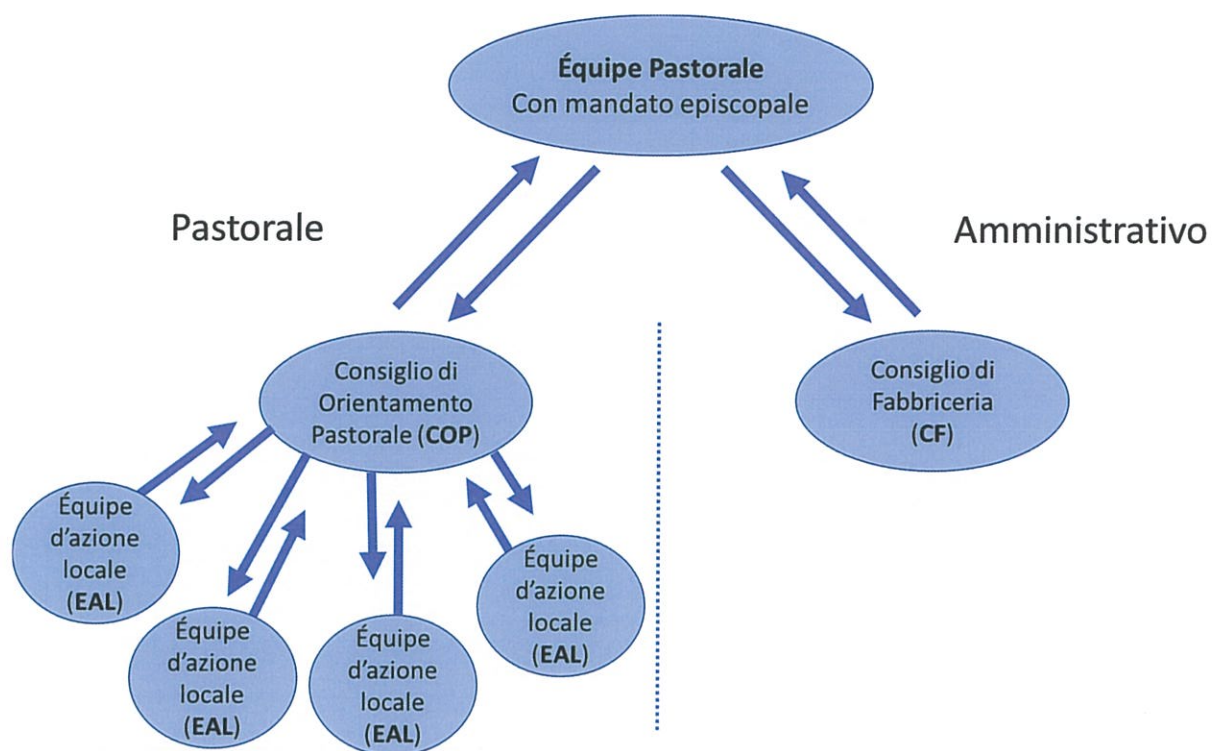 Équipe Pastorale
Con mandato episcopale
Pastorale
Amministrativo
Consiglio di
Orientamento
Pastorale (COP)
Consiglio di
Fabbriceria
(CF)
Équipe
d'azione
locale
(EAL)
Équipe
d'azione
locale
(EAL)
Équipe
d'azione
locale
(EAL)
Équipe
d'azione
locale
(EAL)